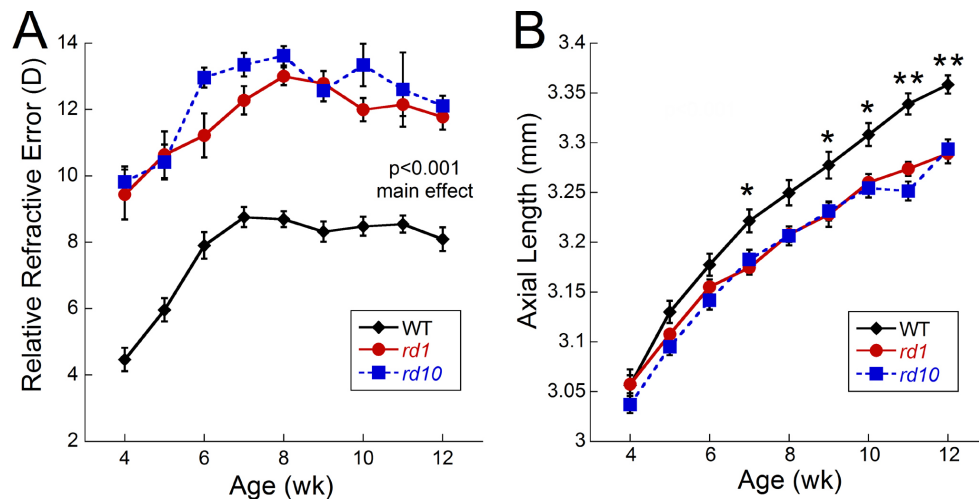 A
14
12
10
8
6
4
2
Relative Refractive Error (D)
p<0.001
main effect
WT
rd1
rd10
4
6
8
10
12
Age (wk)
B
3.4
3.35
3.3
3.25
3.2
3.15
3.1
3.05
3
Axial Length (mm)
*
*
*
**
**
WT
rd1
rd10
4
6
8
10
12
Age (wk)